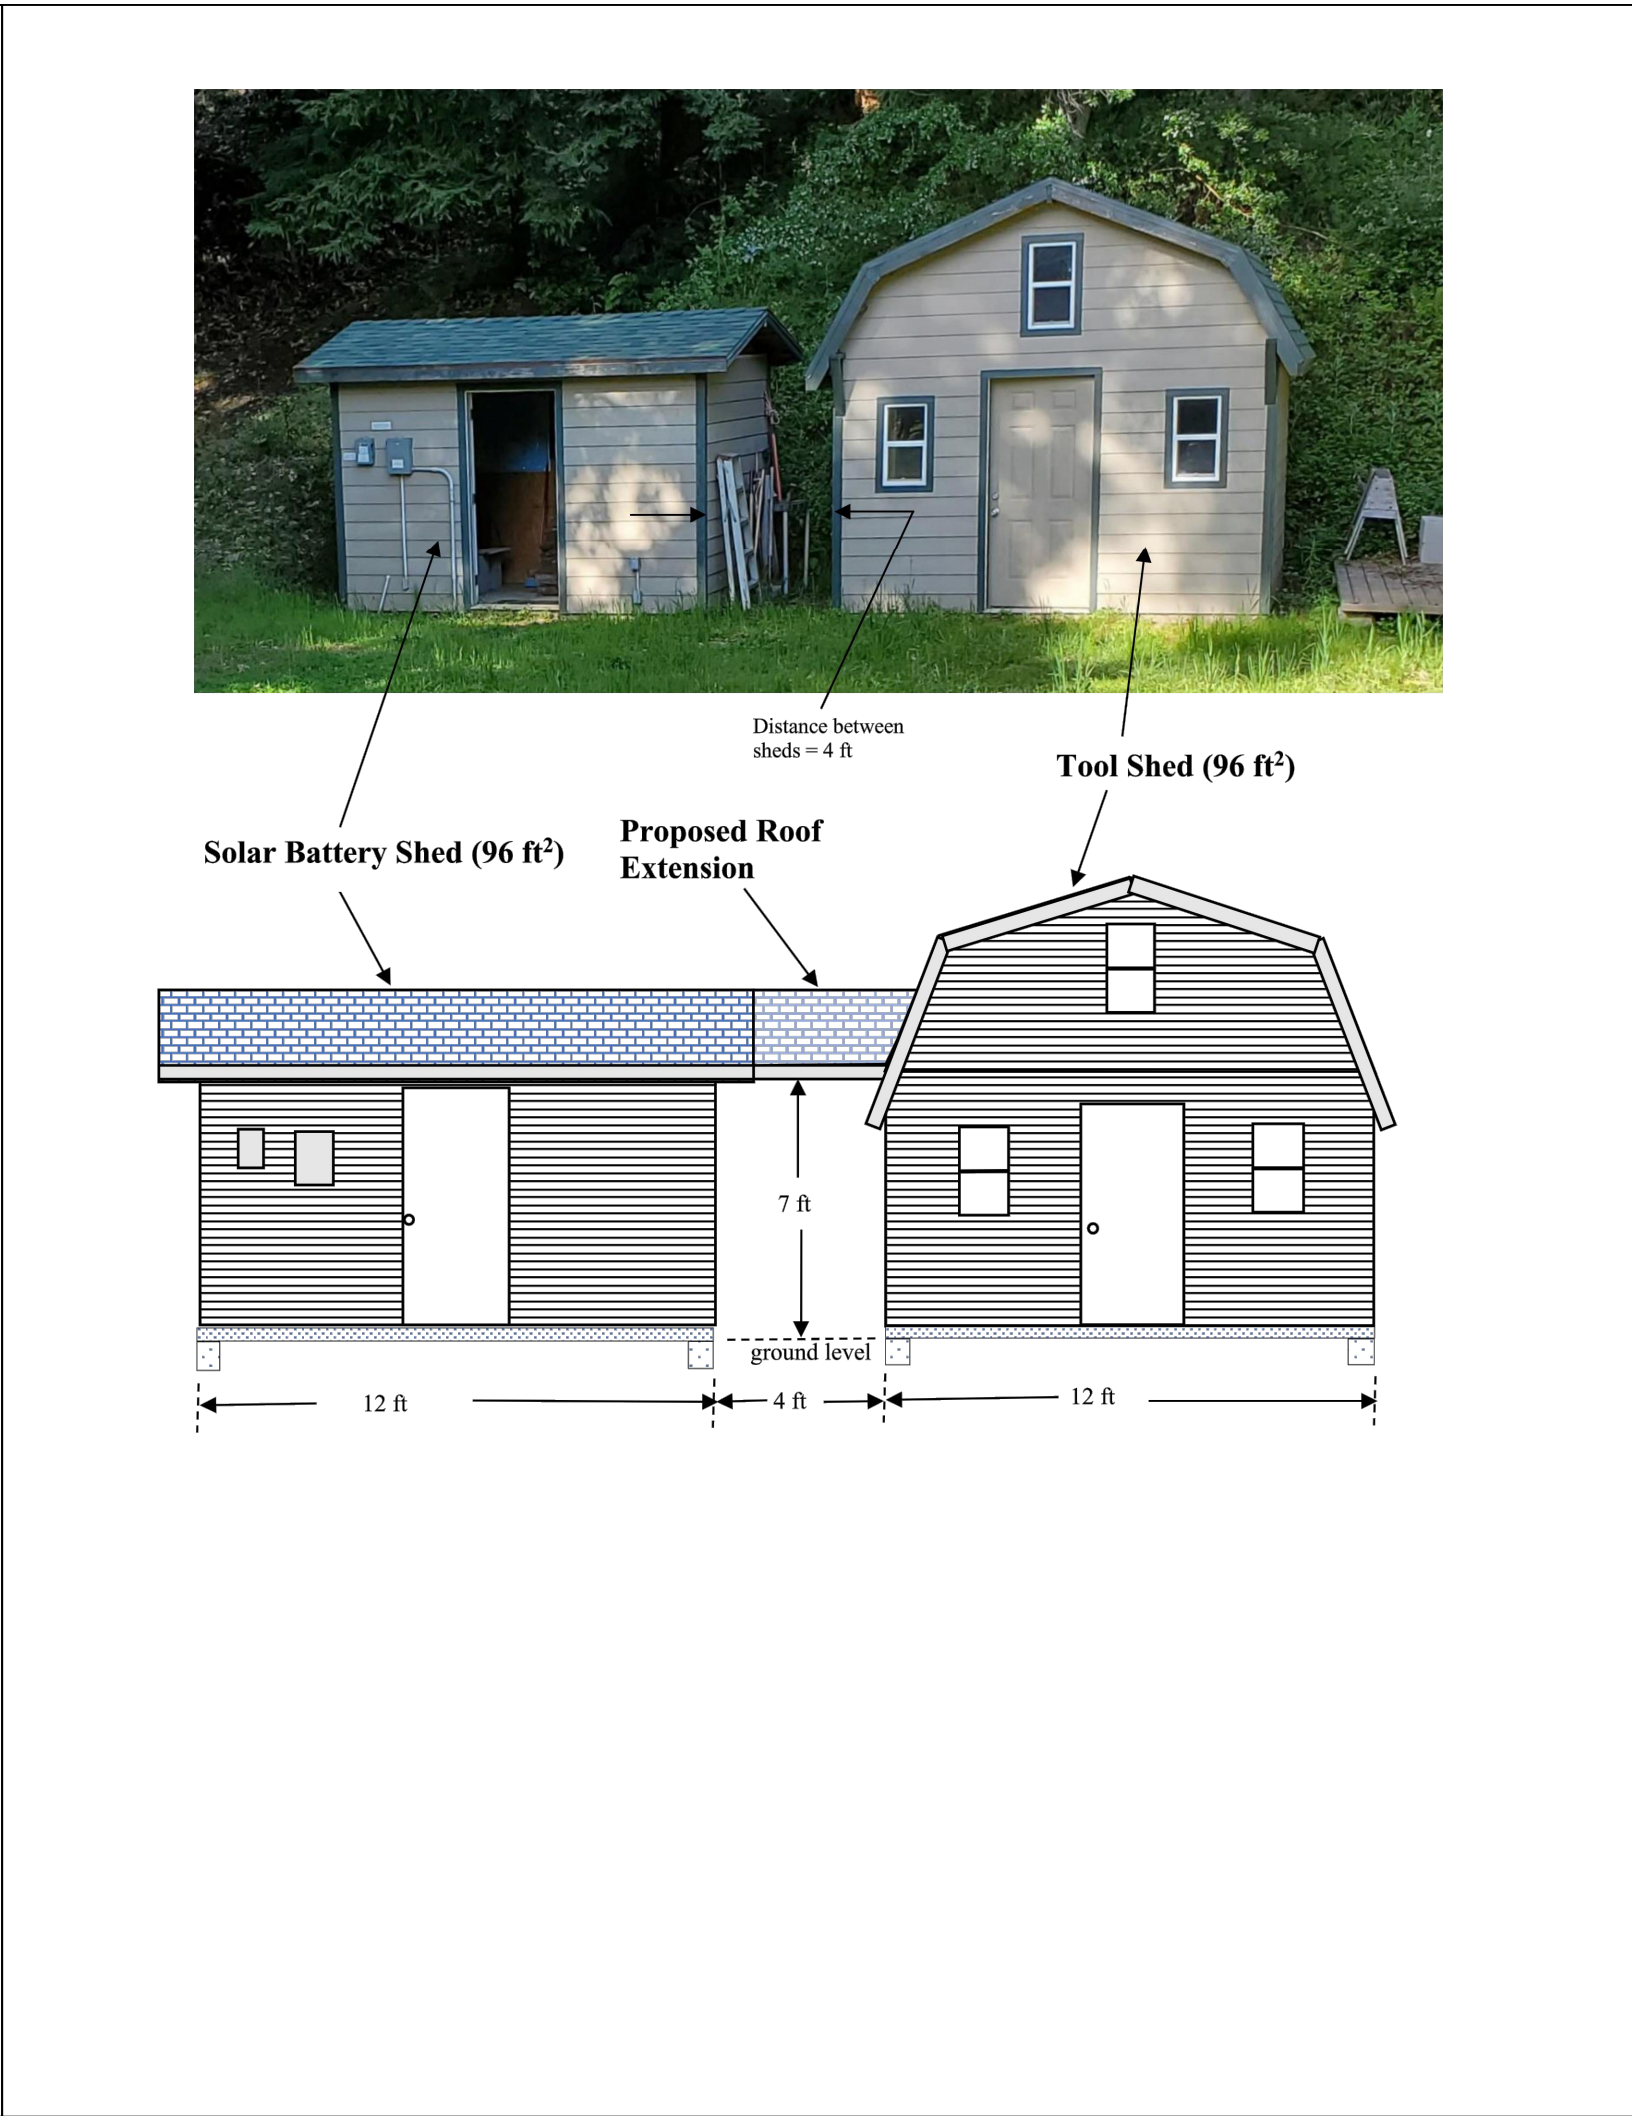 Distance between
sheds = 4 ft
Tool Shed (96 ft²)
Proposed Roof
Extension
Solar Battery Shed (96 ft²)
7 ft
ground level
12 ft
4 ft
12 ft